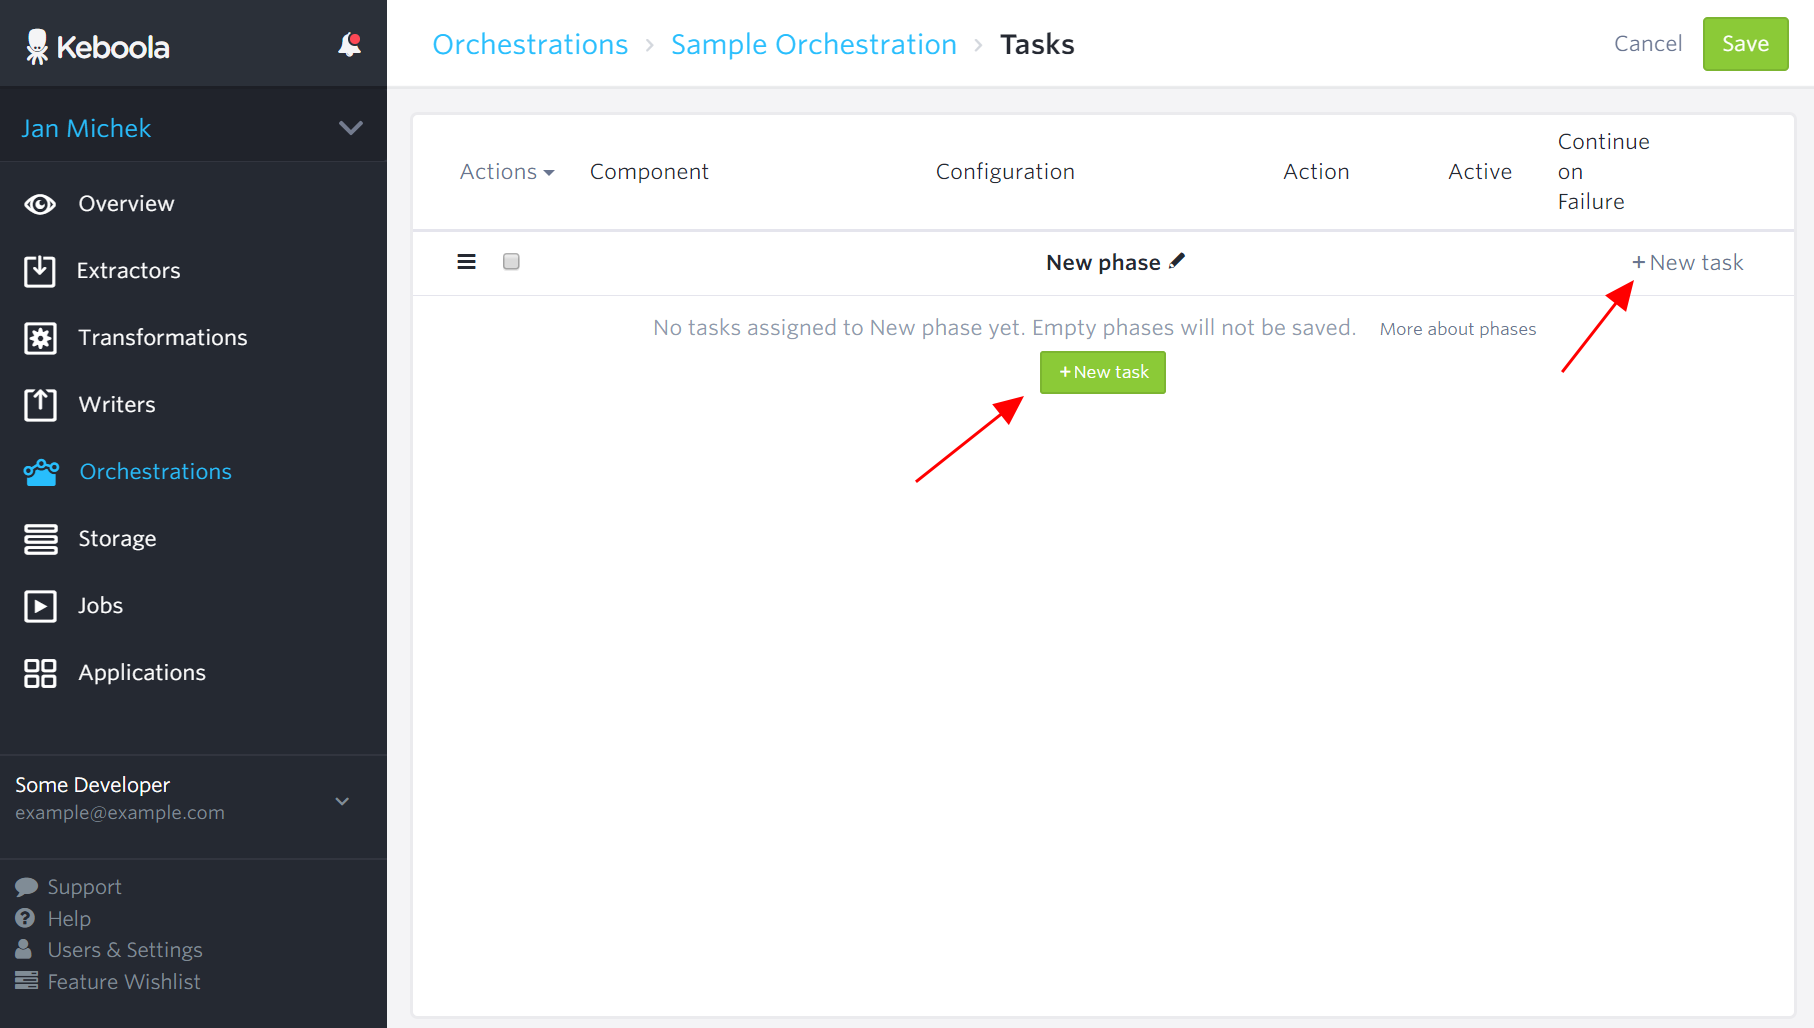 Keboola
Jan Michek
Overview
Extractors
Transformations
Writers
Orchestrations
Storage
Jobs
Applications
Some Developer
example@example.com
Support
Help
Users & Settings
Feature Wishlist
Orchestrations › Sample Orchestration › Tasks
Cancel
Save
Actions Component Configuration Action Active Continue
on
Failure
New phase
+ New task
No tasks assigned to New phase yet. Empty phases will not be saved. More about phases
+ New task